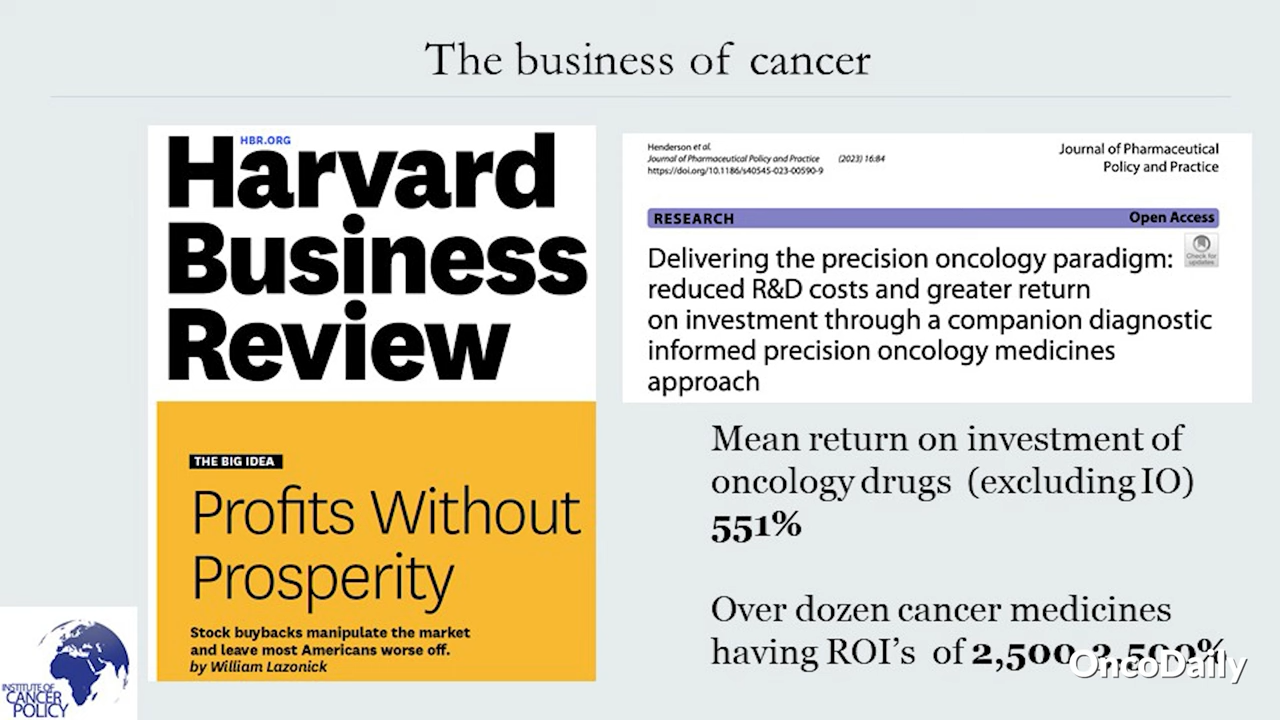 The business of cancer
HBR.ORG
Harvard
Business
Review
THE BIG IDEA
Profits Without
Prosperity
Stock buybacks manipulate the market
and leave most Americans worse off.
by William Lazonick
Henderson et al.
Journal of Pharmaceutical Policy and Practice (2023) 16:84
https://doi.org/10.1186/s40545-023-00590-9
Journal of Pharmaceutical
Policy and Practice
RESEARCH Open Access
Check for
updates
Delivering the precision oncology paradigm:
reduced R&D costs and greater return
on investment through a companion diagnostic
informed precision oncology medicines
approach
Mean return on investment of
oncology drugs (excluding IO)
551%
Over dozen cancer medicines
having ROI's of 2,500-3,500%
OncoDaily
INSTITUTE OF
CANCER
POLICY